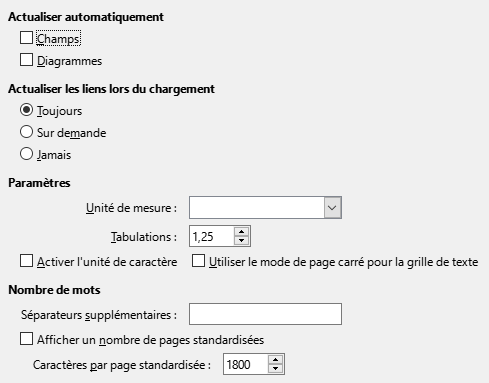 Actualiser automatiquement
Champs
Diagrammes
Actualiser les liens lors du chargement
Toujours
Sur demande
Jamais
Paramètres
Unité de mesure :
Tabulations : 1,25
Activer l'unité de caractère Utiliser le mode de page carré pour la grille de texte
Nombre de mots
Séparateurs supplémentaires :
Afficher un nombre de pages standardisées
Caractères par page standardisée : 1800